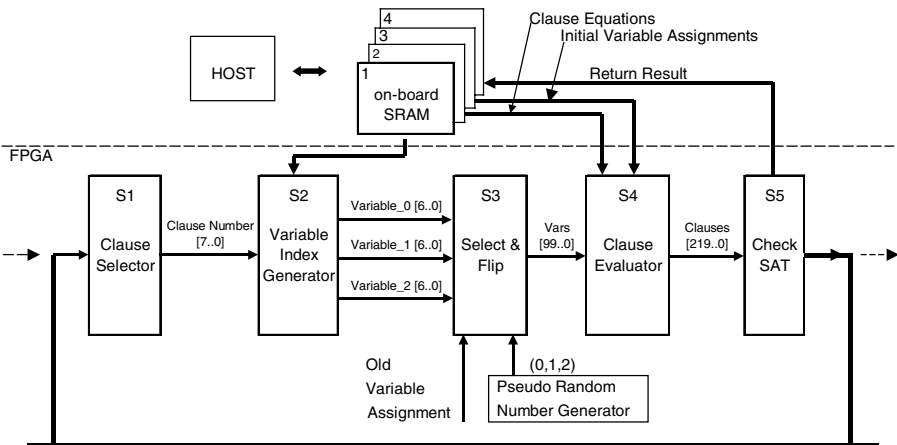 4
3
2
1
on-board
SRAM
HOST
Clause Equations
Initial Variable Assignments
Return Result
FPGA
S1
Clause
Selector
Clause Number
[7..0]
S2
Variable
Index
Generator
Variable_0 [6..0]
Variable_1 [6..0]
Variable_2 [6..0]
S3
Select &
Flip
Vars
[99..0]
S4
Clause
Evaluator
Clauses
[219..0]
S5
Check
SAT
Old
Variable
Assignment
(0,1,2)
Pseudo Random
Number Generator